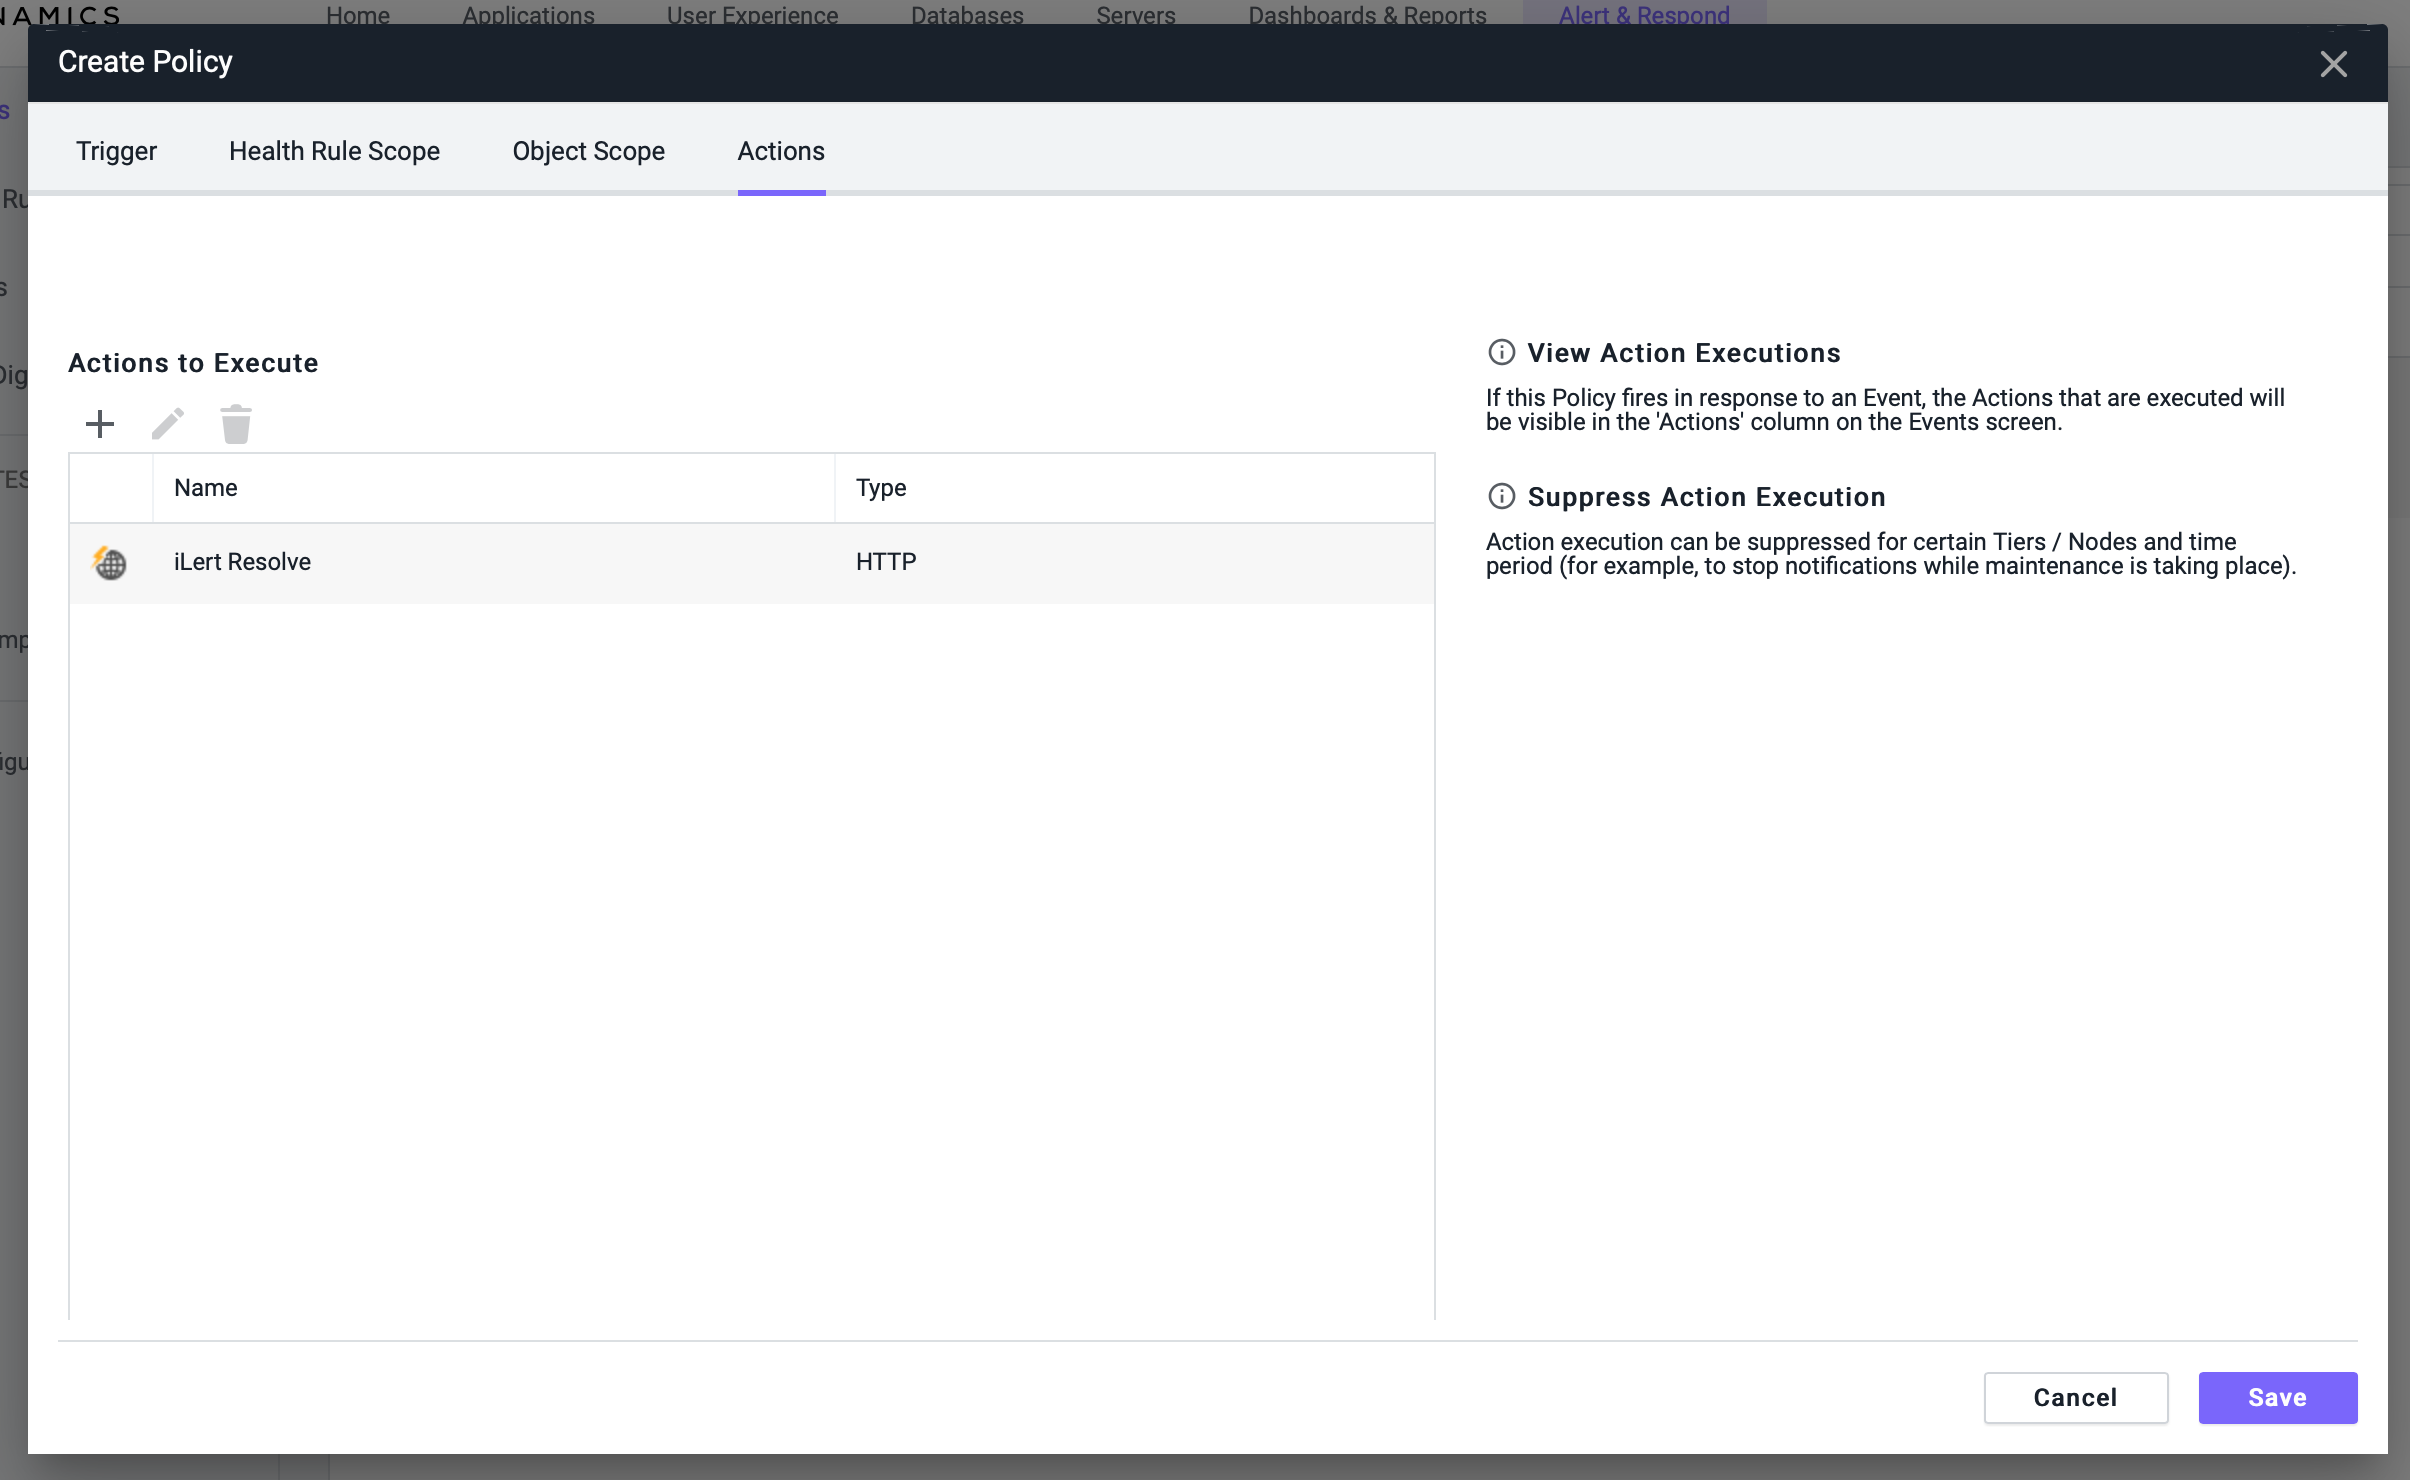 NAMICS
Home Applications User Experience Databases Servers Dashboards & Reports Alert & Respond
Create Policy
Trigger Health Rule Scope Object Scope Actions
Actions to Execute
Name Type
iLert Resolve HTTP
View Action Executions
If this Policy fires in response to an Event, the Actions that are executed will
be visible in the 'Actions' column on the Events screen.
Suppress Action Execution
Action execution can be suppressed for certain Tiers / Nodes and time
period (for example, to stop notifications while maintenance is taking place).
Cancel Save